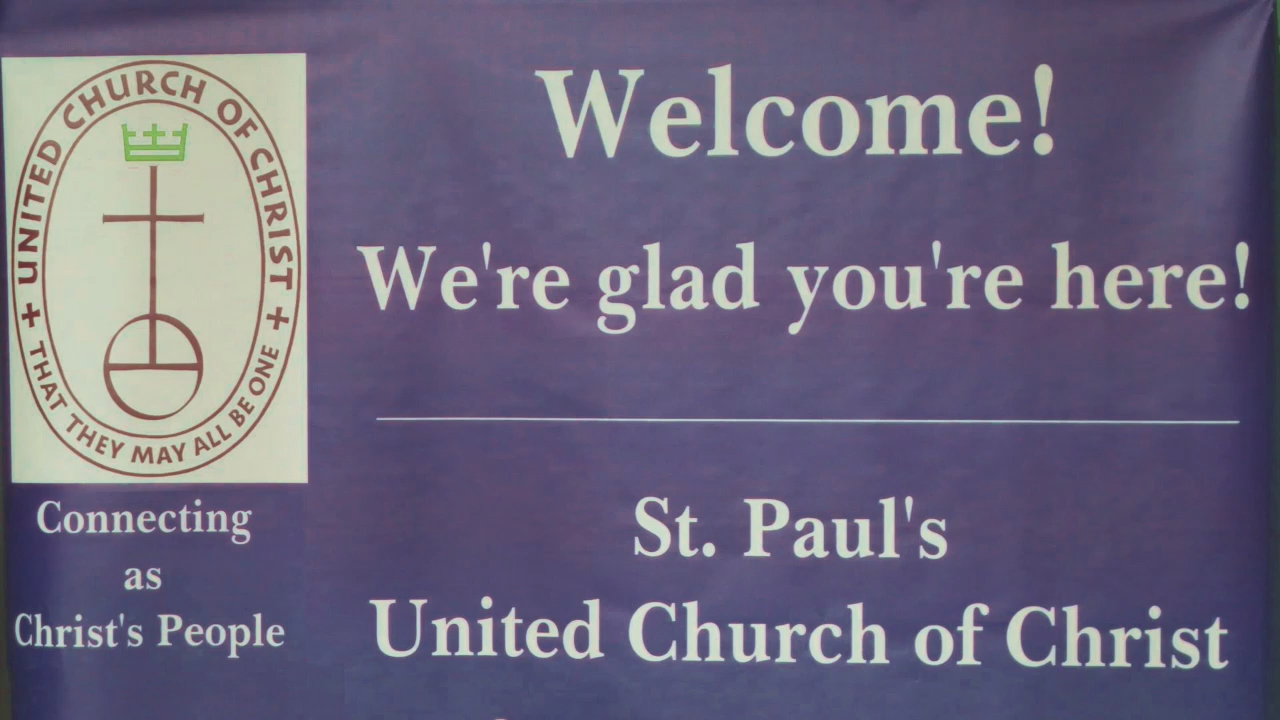 UNITED CHURCH OF CHRIST
THAT THEY MAY ALL BE ONE
Connecting
as
Christ's People
Welcome!
We're glad you're here!
St. Paul's
United Church of Christ